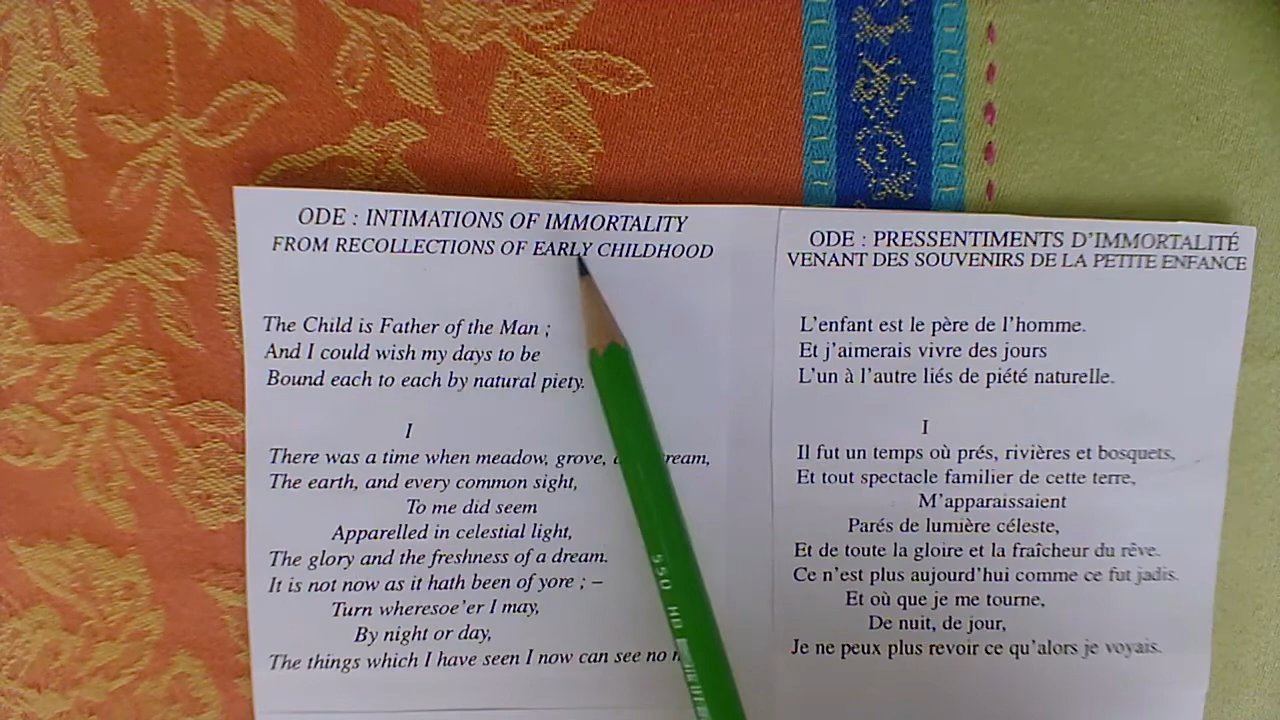 ODE : INTIMATIONS OF IMMORTALITY
FROM RECOLLECTIONS OF EARLY CHILDHOOD
The Child is Father of the Man ;
And I could wish my days to be
Bound each to each by natural piety.
I
There was a time when meadow, grove,
The earth, and every common sight,
To me did seem
Apparelled in celestial light,
The glory and the freshness of a dream.
It is not now as it hath been of yore ; –
Turn wheresoe'er I may,
By night or day,
The things which I have seen I now can see no
ODE : PRESSENTIMENTS D'IMMORTALITÉ
VENANT DES SOUVENIRS DE LA PETITE ENFANCE
L'enfant est le père de l'homme.
Et j'aimerais vivre des jours
L'un à l'autre liés de piété naturelle.
I
Il fut un temps où prés, rivières et bosquets,
Et tout spectacle familier de cette terre,
M'apparaissaient
Parés de lumière céleste,
Et de toute la gloire et la fraîcheur du rêve.
Ce n'est plus aujourd'hui comme ce fut jadis.
Et où que je me tourne,
De nuit, de jour,
Je ne peux plus revoir ce qu'alors je voyais.
550 HB